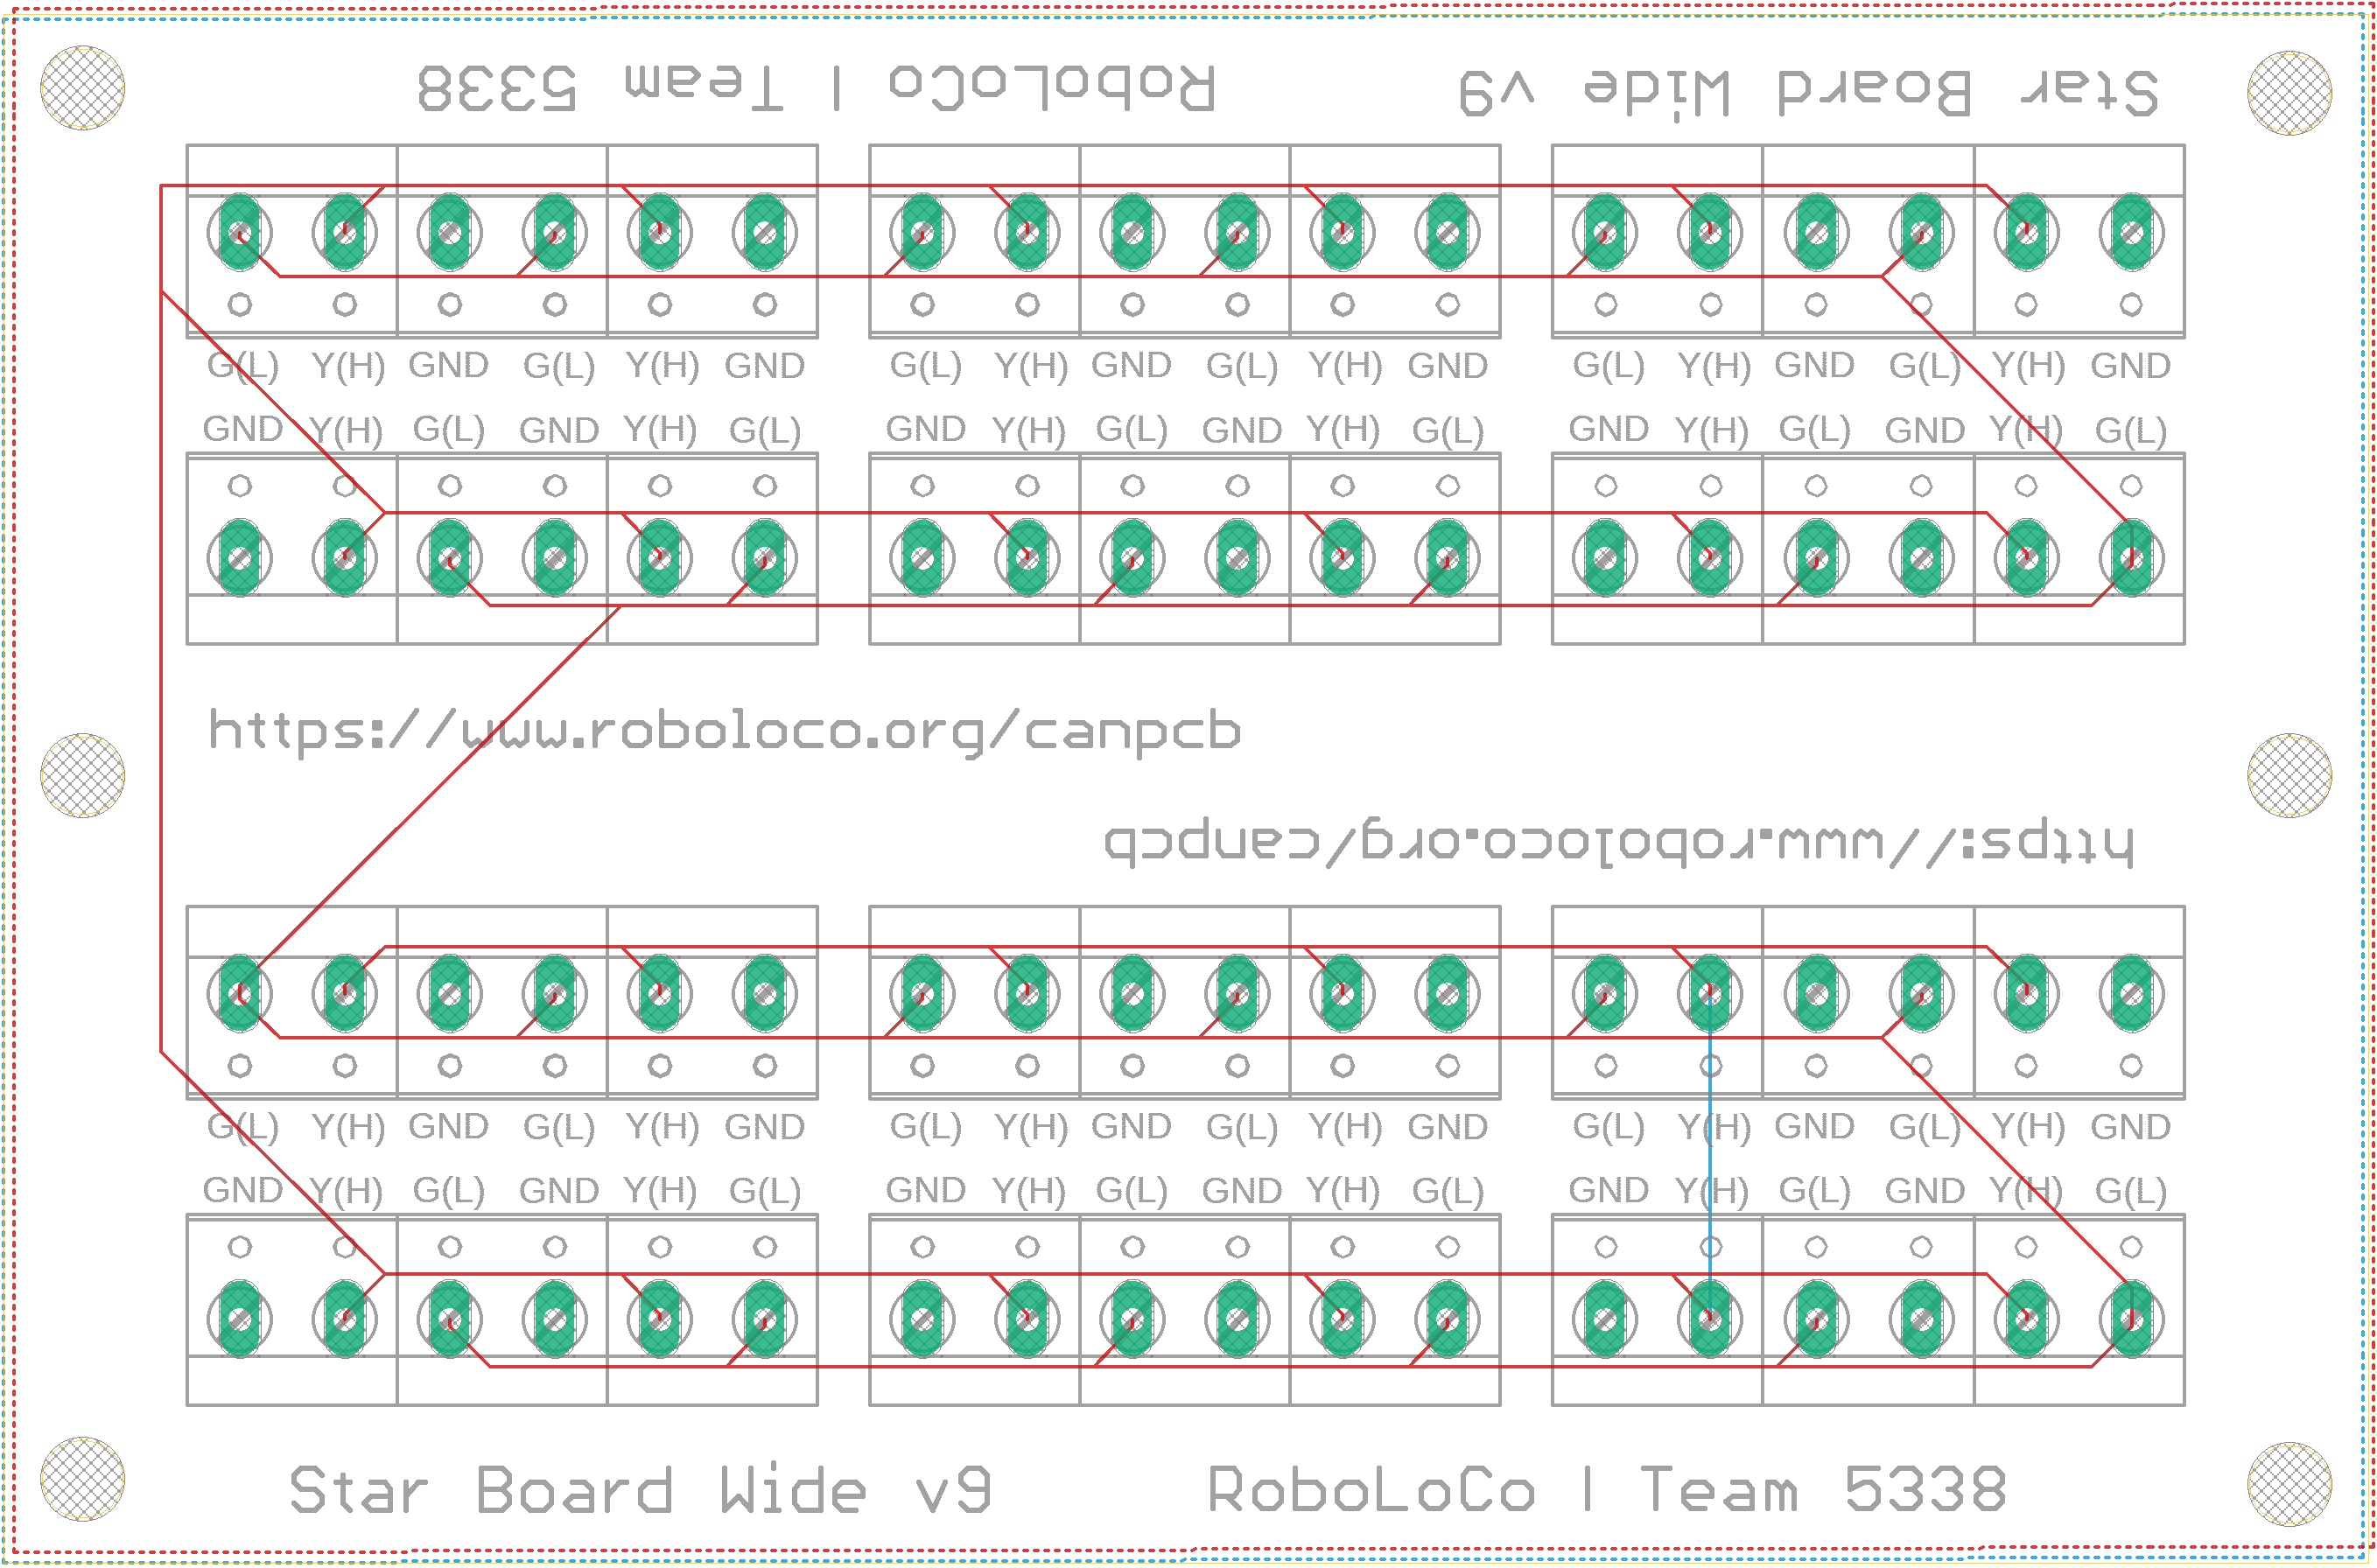 RoboLoCo | Team 5338
Star Board Wide v9
G(L) Y(H) GND G(L) Y(H) GND G(L) Y(H) GND G(L) Y(H) GND G(L) Y(H) GND G(L) Y(H) GND
GND Y(H) G(L) GND Y(H) G(L) GND Y(H) G(L) GND Y(H) G(L) GND Y(H) G(L) GND Y(H) G(L)
https://www.roboloco.org/canpcb
https://www.roboloco.org/canpcb
G(L) Y(H) GND G(L) Y(H) GND G(L) Y(H) GND G(L) Y(H) GND G(L) Y(H) GND G(L) Y(H) GND
GND Y(H) G(L) GND Y(H) G(L) GND Y(H) G(L) GND Y(H) G(L) GND Y(H) G(L) GND Y(H) G(L)
Star Board Wide v9
RoboLoCo | Team 5338